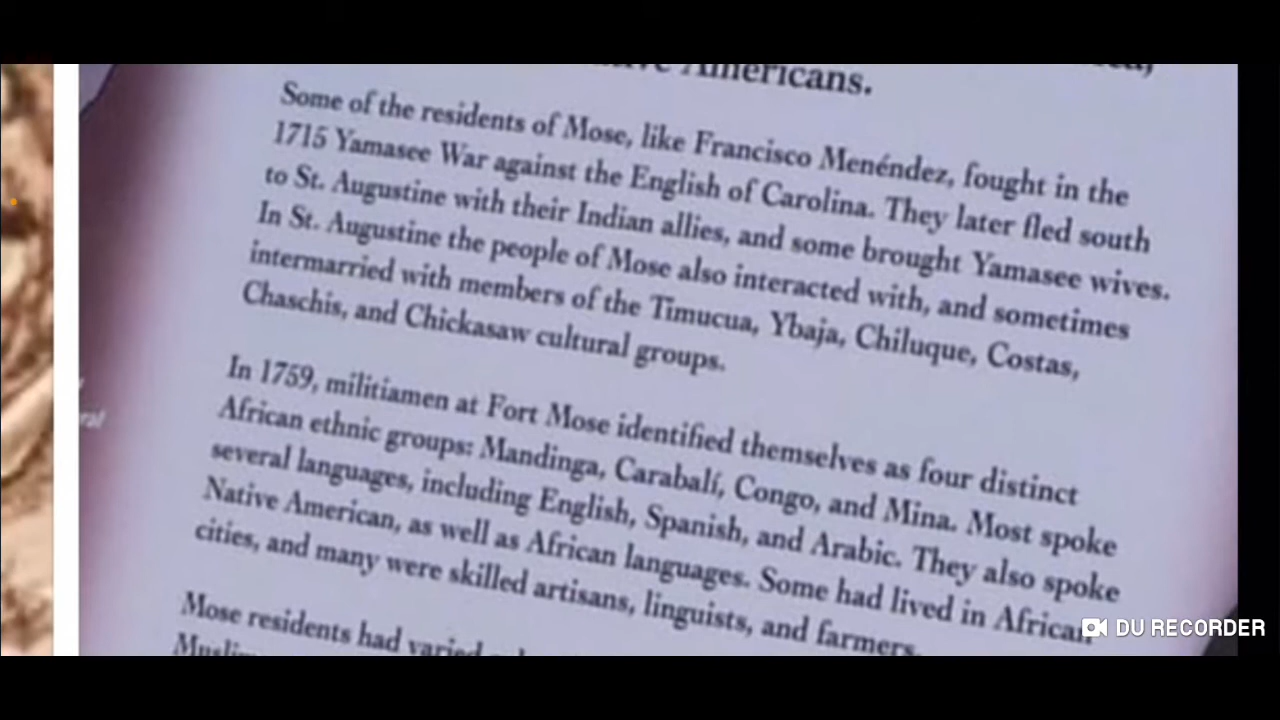 Americans.
Some of the residents of Mose, like Francisco Menéndez, fought in the
1715 Yamasee War against the English of Carolina. They later fled south
to St. Augustine with their Indian allies, and some brought Yamasee wives.
In St. Augustine the people of Mose also interacted with, and sometimes
intermarried with members of the Timucua, Ybaja, Chiluque, Costas,
Chaschis, and Chickasaw cultural groups.
In 1759, militiamen at Fort Mose identified themselves as four distinct
African ethnic groups: Mandinga, Carabalí, Congo, and Mina. Most spoke
several languages, including English, Spanish, and Arabic. They also spoke
Native American, as well as African languages. Some had lived in African
cities, and many were skilled artisans, linguists, and farmers.
Mose residents had varied
DU RECORDER